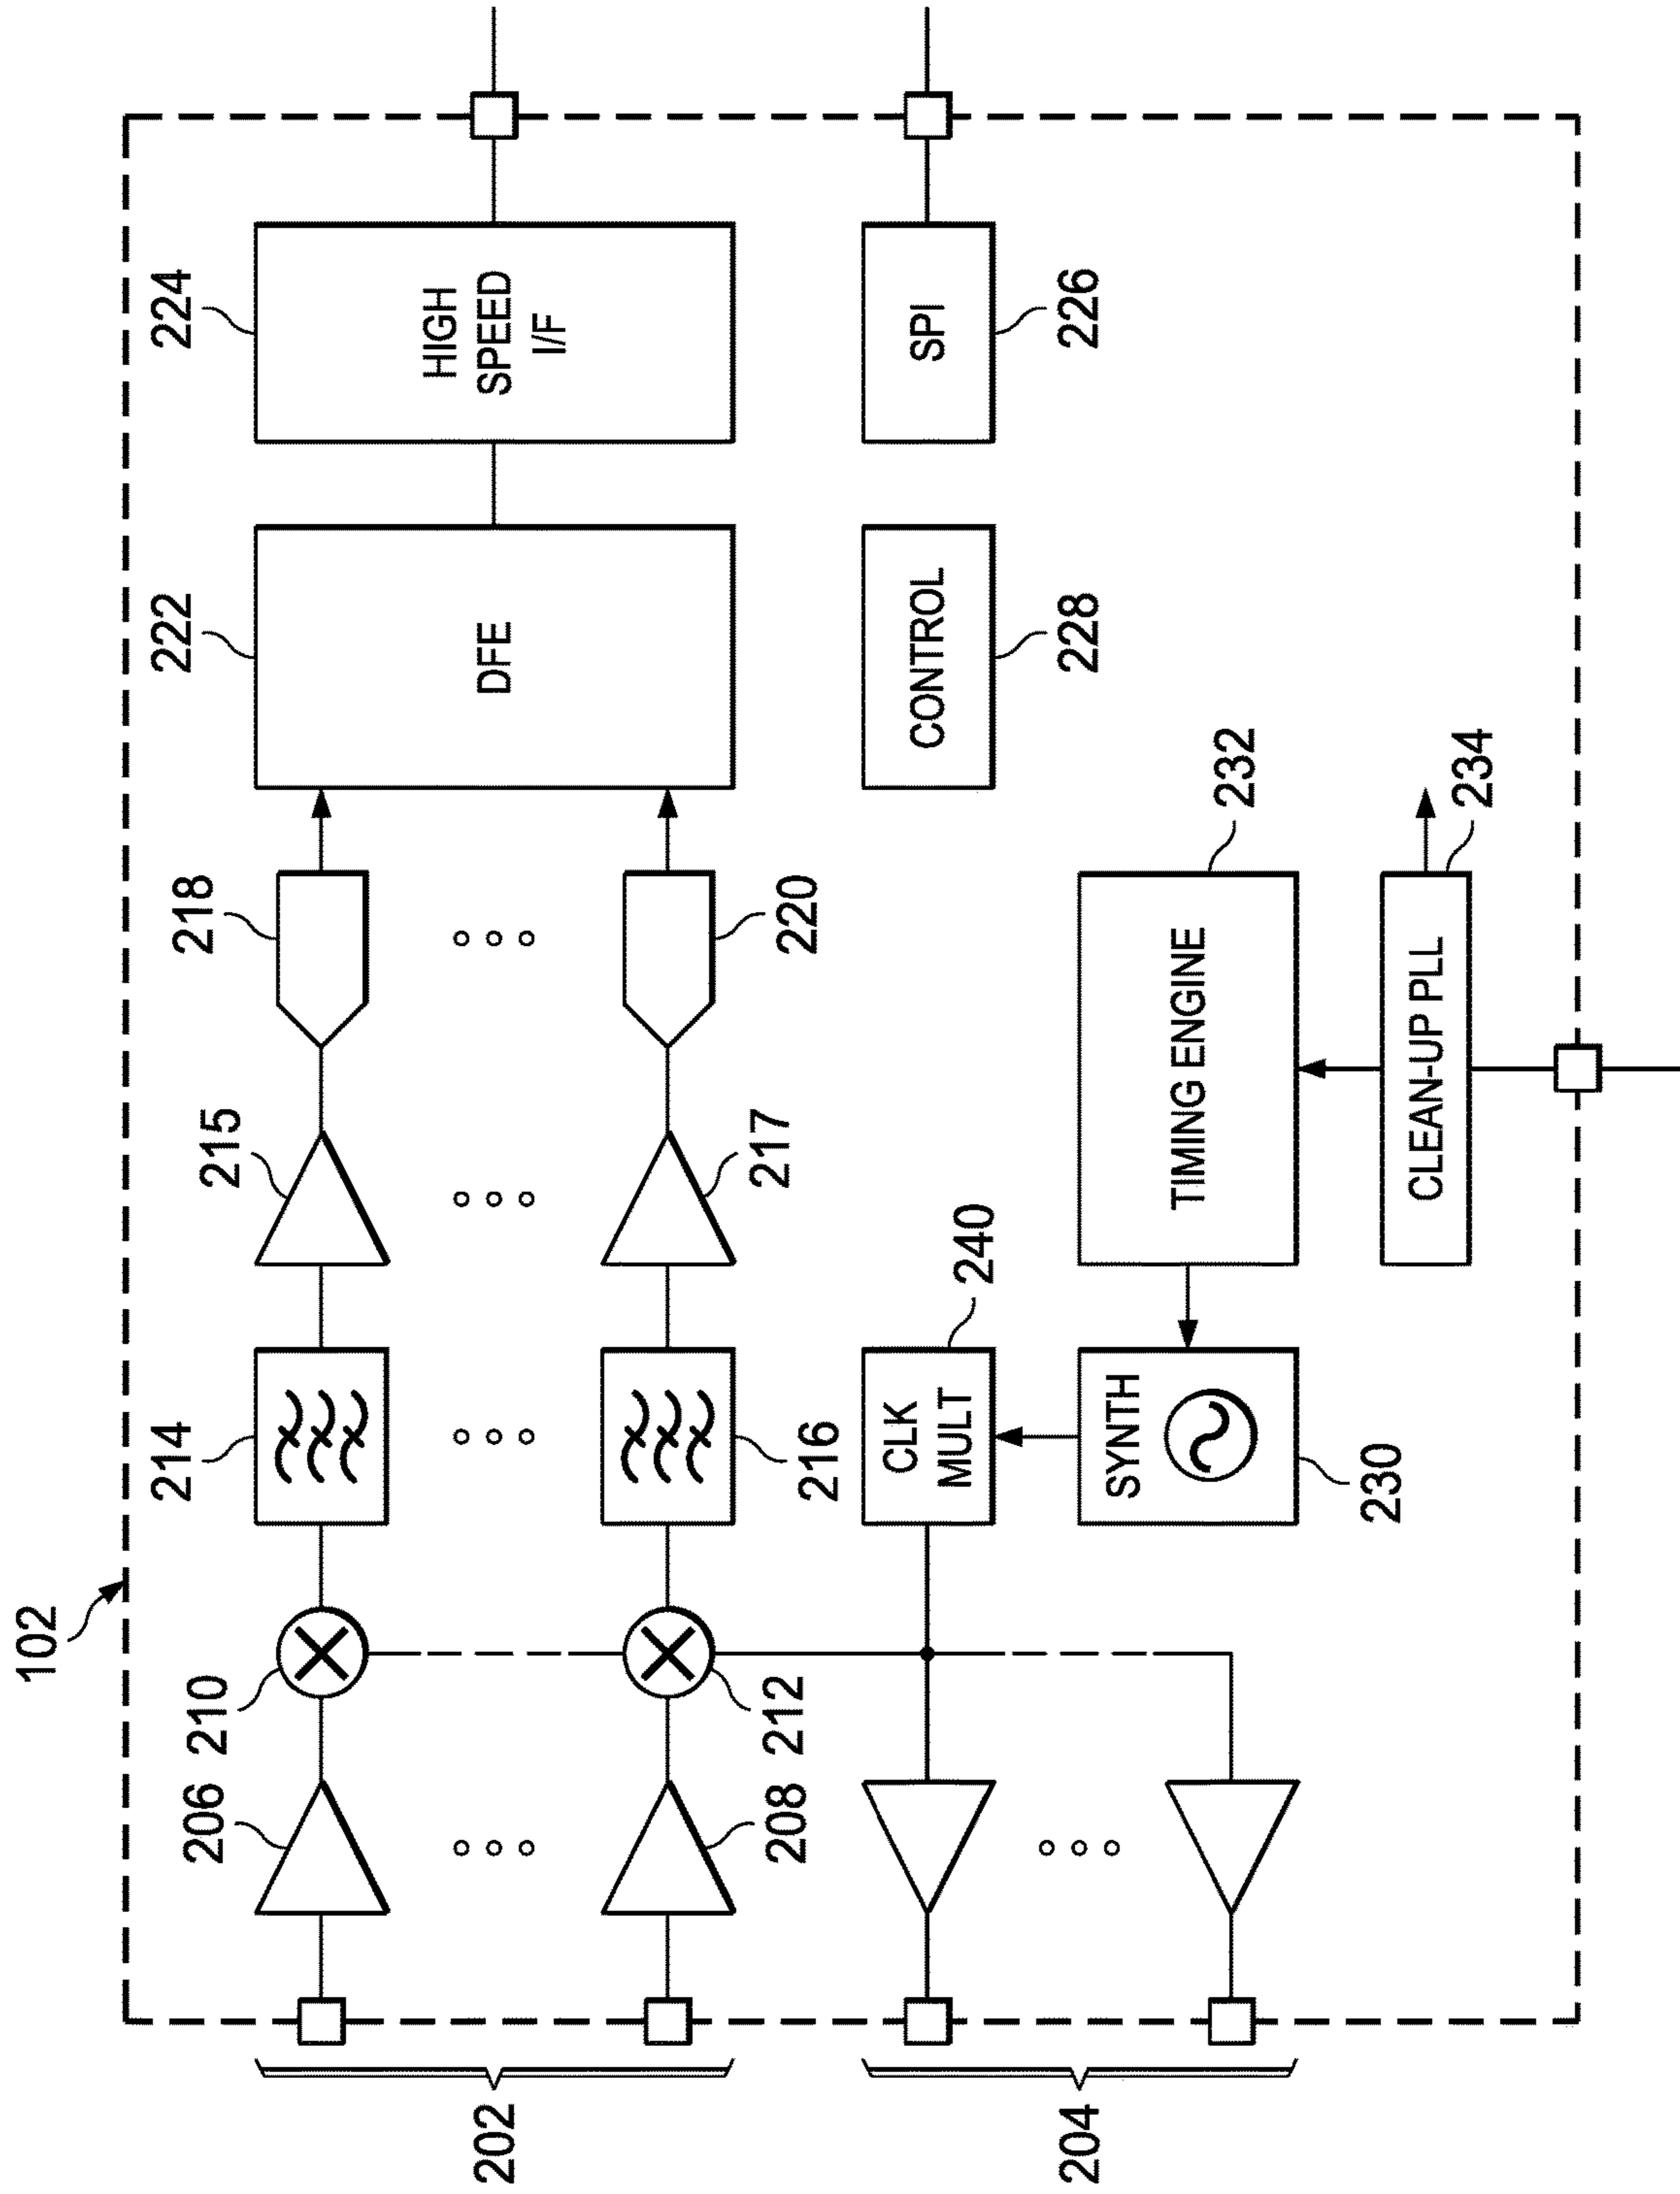 102
202
204
206
210
214
215
218
222
224
208
212
216
217
220
DFE
HIGH
SPEED
I/F
CLK
MULT
240
CONTROL
228
SPI
226
SYNTH
230
TIMING ENGINE
232
CLEAN-UP PLL
234